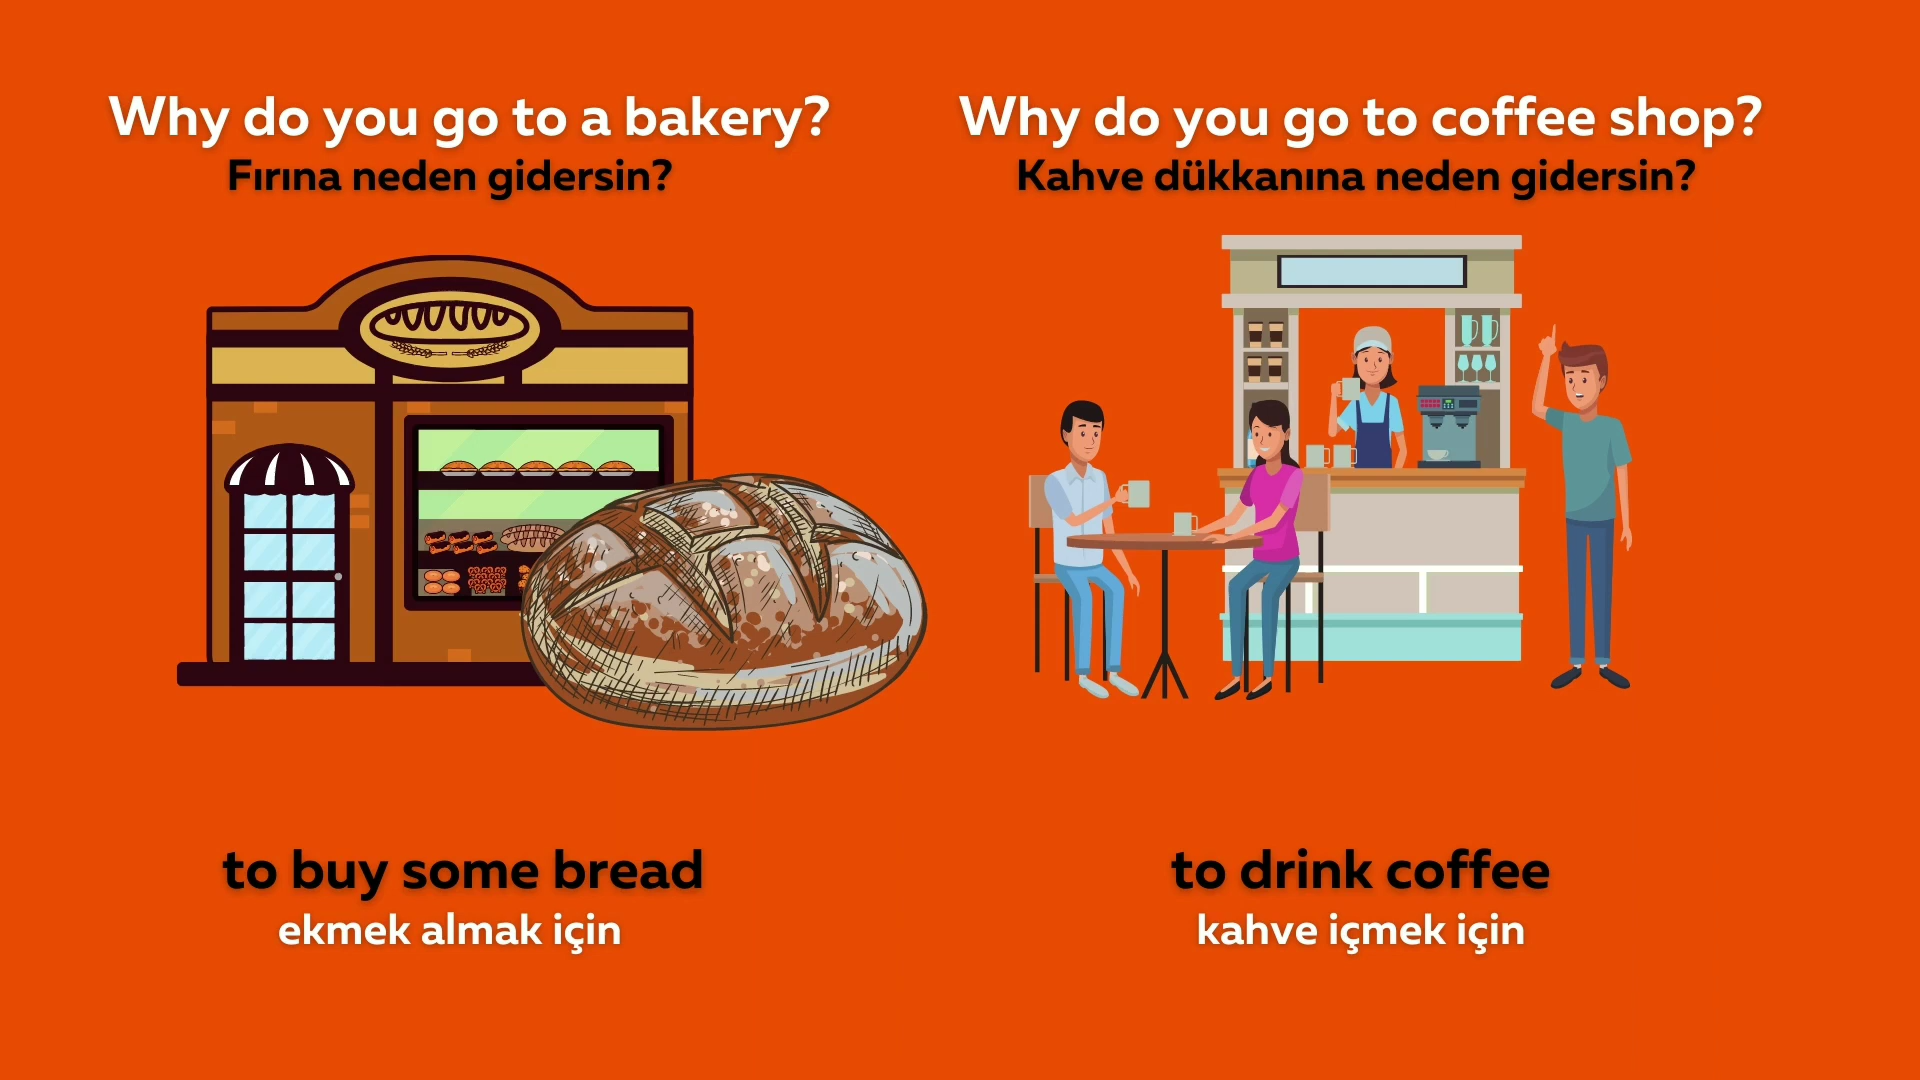 Why do you go to a bakery?
Fırına neden gidersin?
to buy some bread
ekmek almak için
Why do you go to coffee shop?
Kahve dükkanına neden gidersin?
to drink coffee
kahve içmek için